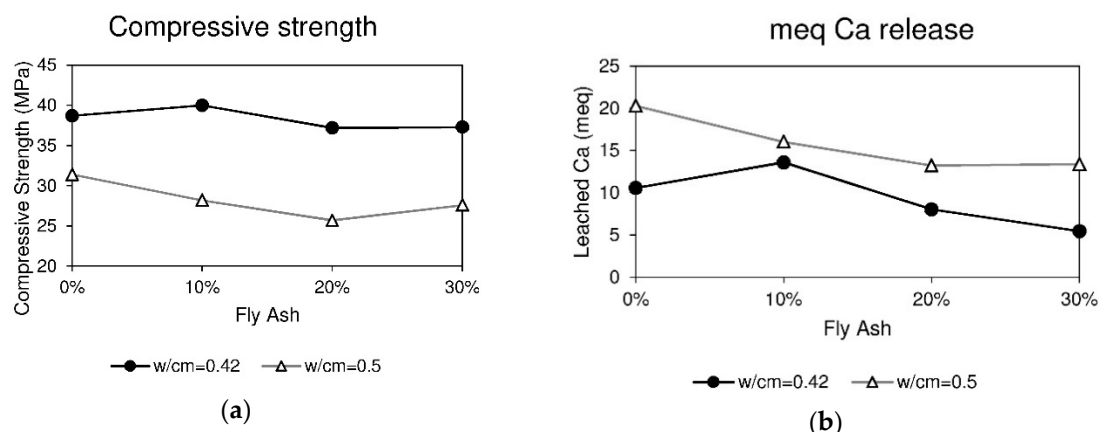 Compressive strength
Compressive Strength (MPa)
45
40
35
30
25
20
0%
10%
20%
30%
Fly Ash
w/cm=0.42
w/cm=0.5
(a)
meq Ca release
Leached Ca (meq)
25
20
15
10
5
0
0%
10%
20%
30%
Fly Ash
w/cm=0.42
w/cm=0.5
(b)